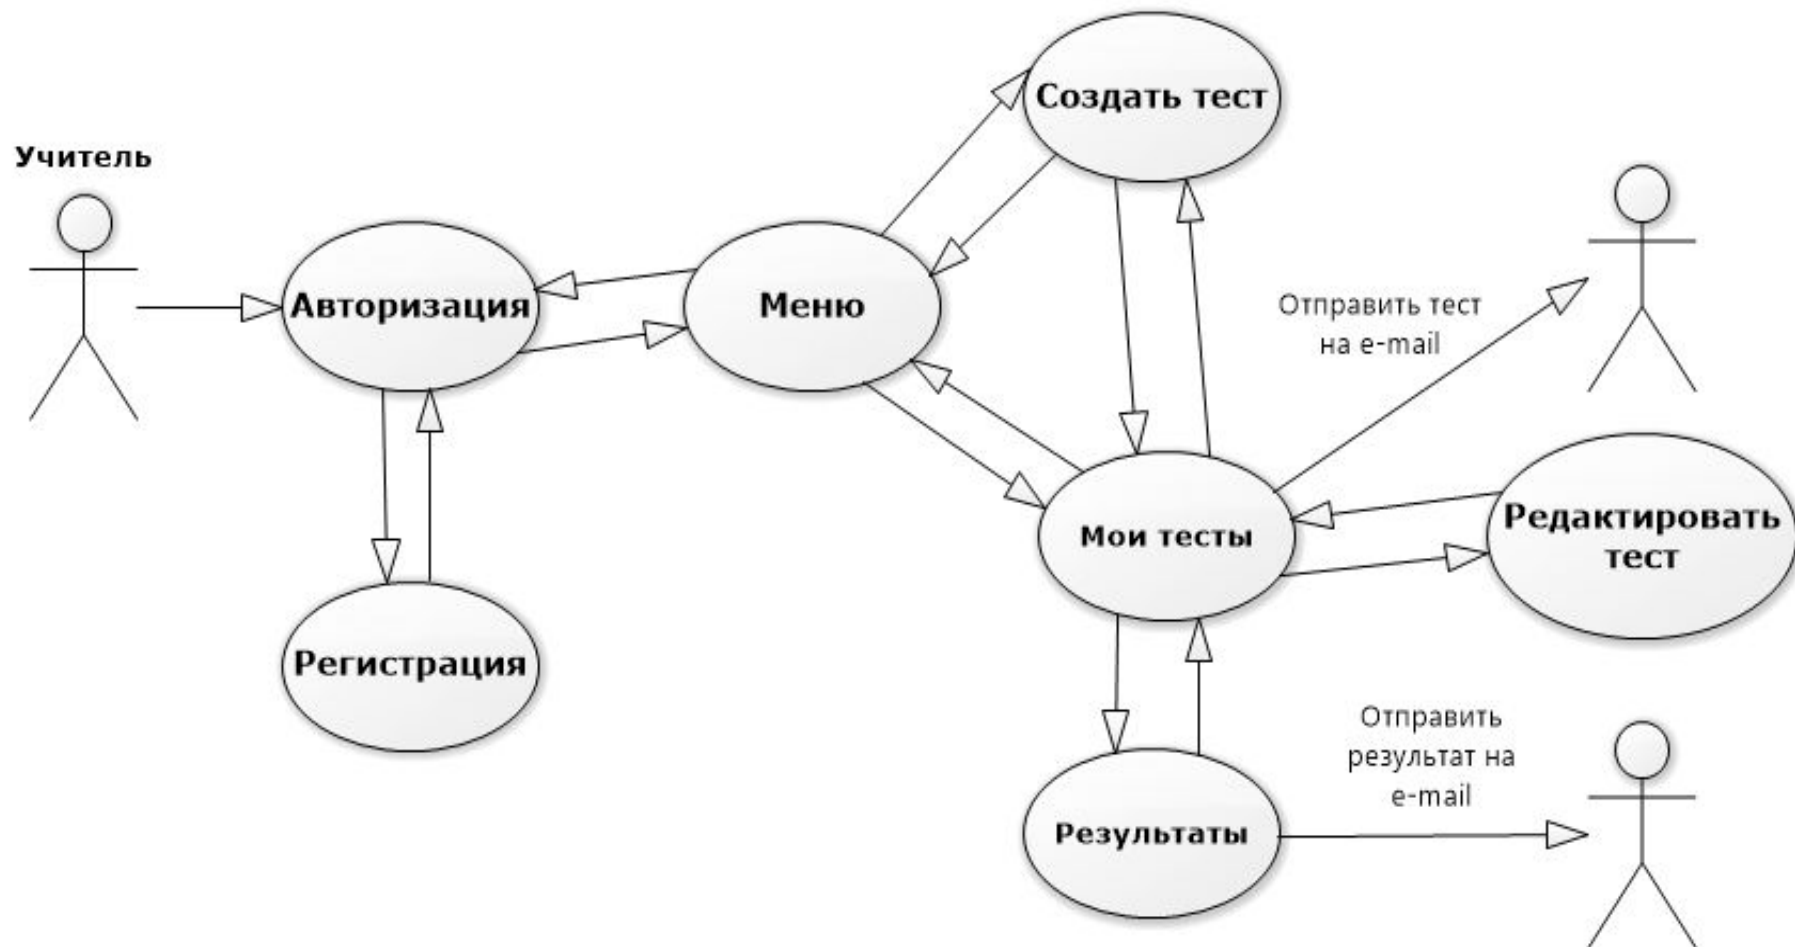 Учитель
Авторизация
Регистрация
Меню
Создать тест
Мои тесты
Отправить тест
на e-mail
Редактировать
тест
Результаты
Отправить
результат на
e-mail